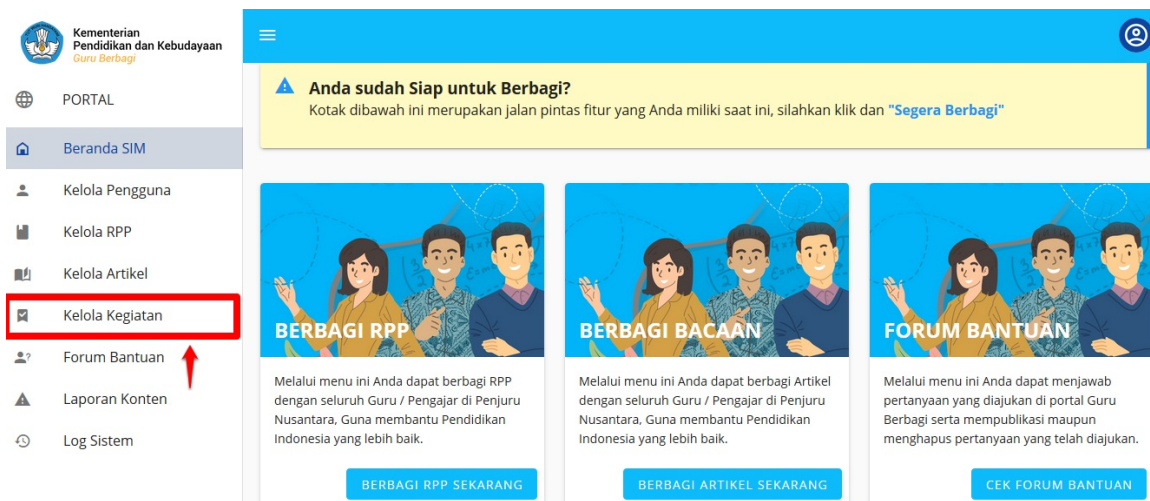 Kementerian
Pendidikan dan Kebudayaan
Guru Berbagi
PORTAL
Beranda SIM
Kelola Pengguna
Kelola RPP
Kelola Artikel
Kelola Kegiatan
Forum Bantuan
Laporan Konten
Log Sistem
Anda sudah Siap untuk Berbagi?
Kotak dibawah ini merupakan jalan pintas fitur yang Anda miliki saat ini, silahkan klik dan "Segera Berbagi"
BERBAGI RPP
Melalui menu ini Anda dapat berbagi RPP
dengan seluruh Guru / Pengajar di Penjuru
Nusantara, Guna membantu Pendidikan
Indonesia yang lebih baik.
BERBAGI RPP SEKARANG
BERBAGI BACAAN
Melalui menu ini Anda dapat berbagi Artikel
dengan seluruh Guru / Pengajar di Penjuru
Nusantara, Guna membantu Pendidikan
Indonesia yang lebih baik.
BERBAGI ARTIKEL SEKARANG
FORUM BANTUAN
Melalui menu ini Anda dapat menjawab
pertanyaan yang diajukan di portal Guru
Berbagi serta mempublikasi maupun
menghapus pertanyaan yang telah diajukan.
CEK FORUM BANTUAN